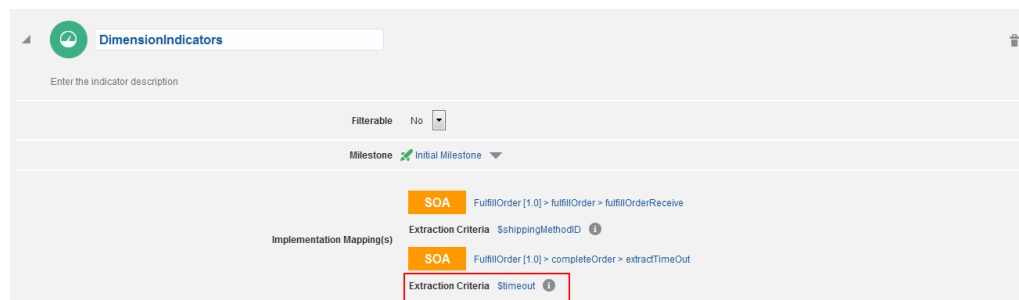 DimensionIndicators
Enter the indicator description
Filterable No
Milestone Initial Milestone
SOA FulfillOrder [1.0] > fulfillOrder > fulfillOrderReceive
Extraction Criteria $shippingMethodID
Implementation Mapping(s)
SOA FulfillOrder [1.0] > completeOrder > extractTimeOut
Extraction Criteria $timeout